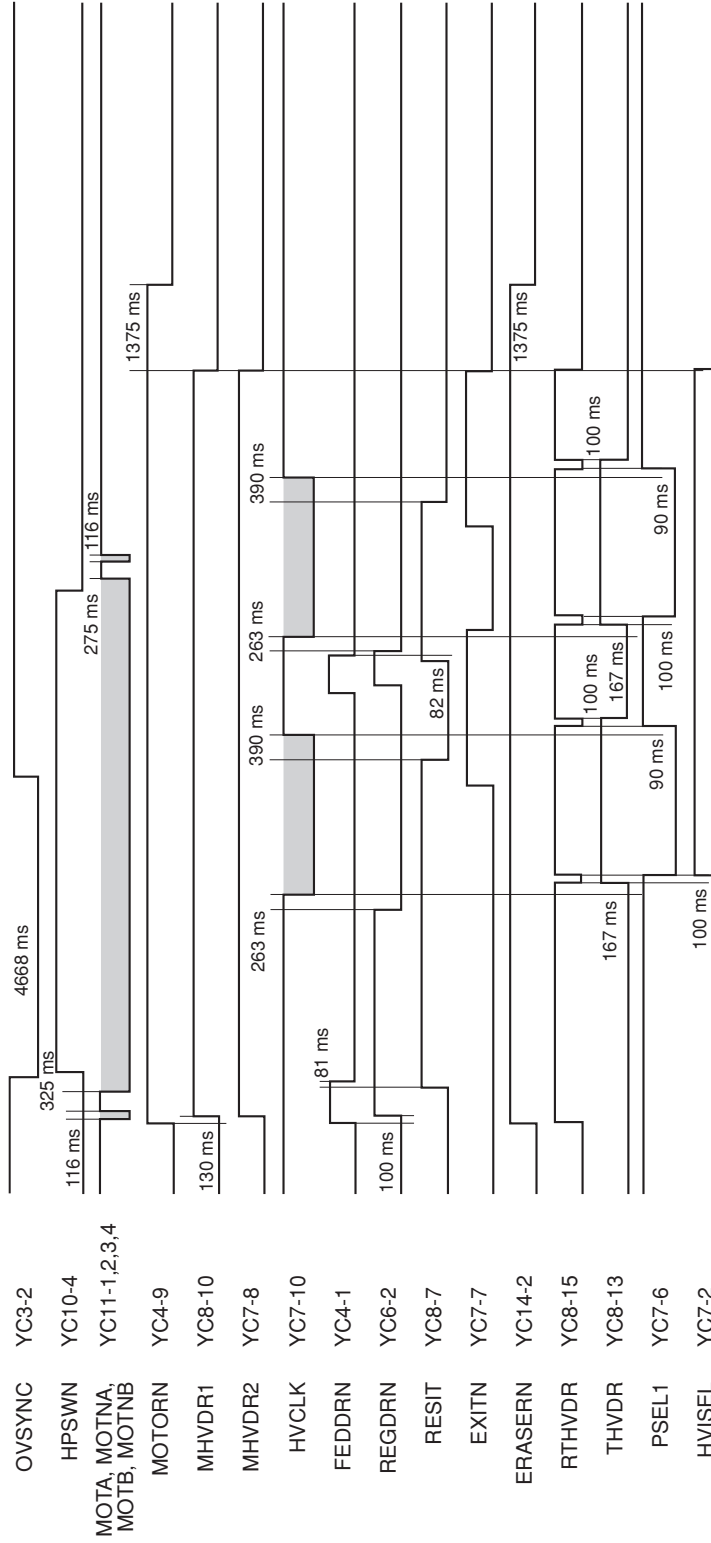 OVSYNC YC3-2 4668 ms
HPSWN YC10-4 325 ms
MOTA, MOTNA,
MOTB, MOTNB YC11-1,2,3,4 116 ms 275 ms 116 ms
MOTORN YC4-9 1375 ms
MHVDR1 YC8-10 130 ms
MHVDR2 YC7-8
HVCLK YC7-10 263 ms 390 ms 263 ms 390 ms
FEDDRN YC4-1 81 ms
REGDRN YC6-2 100 ms
RESIT YC8-7 82 ms
EXITN YC7-7
ERASERN YC14-2 1375 ms
RTHVDR YC8-15 100 ms 100 ms
THVDR YC8-13 167 ms 167 ms
PSEL1 YC7-6 90 ms 100 ms 90 ms
HVISEL YC7-2 100 ms